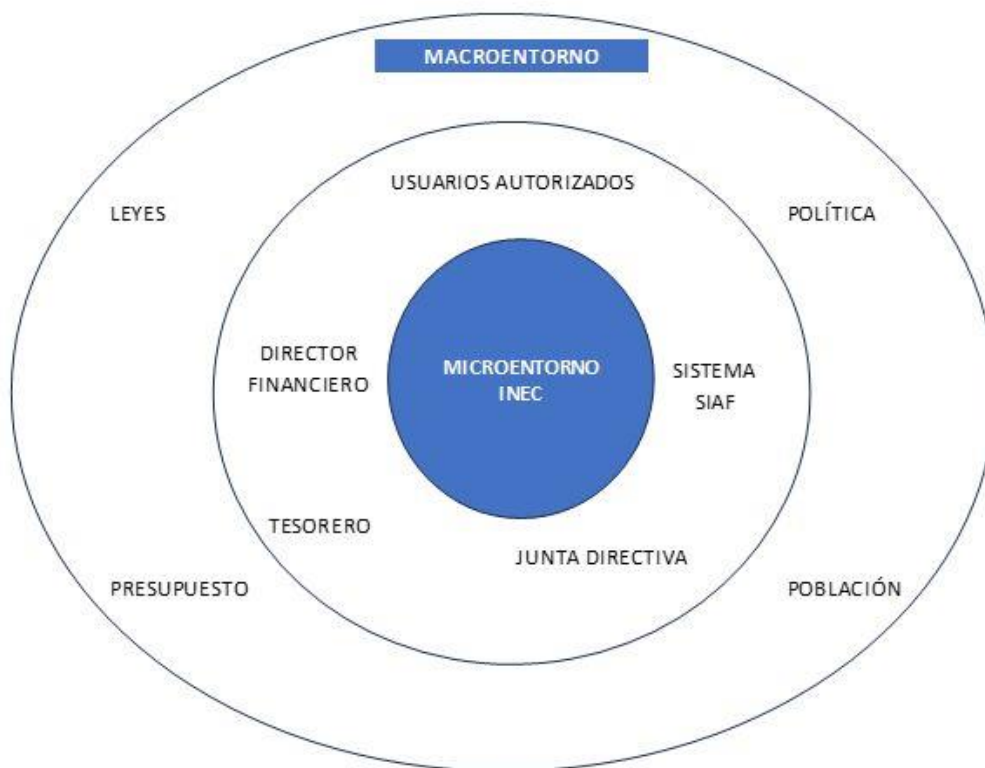 MACROENTORNO
USUARIOS AUTORIZADOS
LEYES
POLÍTICA
DIRECTOR
FINANCIERO
MICROENTORNO
INEC
SISTEMA
SIAF
TESORERO
JUNTA DIRECTIVA
PRESUPUESTO
POBLACIÓN